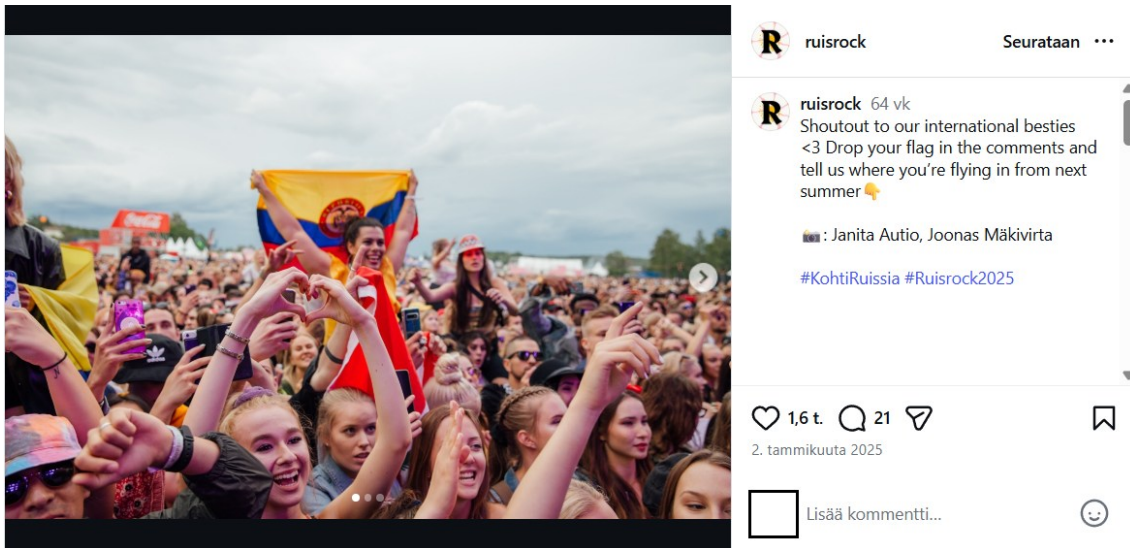 ruisrock
Seurataan
ruisrock 64 vk
Shoutout to our international besties
<3 Drop your flag in the comments and
tell us where you’re flying in from next
summer👇
📸: Janita Autio, Joonas Mäkivirta
#KohtiRuissia #Ruisrock2025
1,6 t.
21
2. tammikuuta 2025
Lisää kommentti...
Coca-Cola